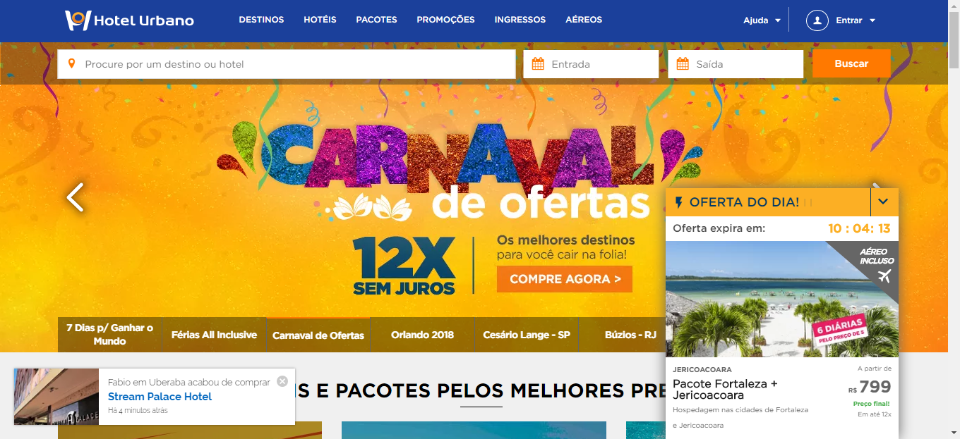 Hotel Urbano
DESTINOS HOTÉIS PACOTES PROMOÇÕES INGRESSOS AÉREOS
Ajuda
Entrar
Procure por um destino ou hotel
Entrada
Saída
Buscar
CARNAVAL
de ofertas
12X
SEM JUROS
Os melhores destinos
para você cair na folia!
COMPRE AGORA >
OFERTA DO DIA!
Oferta expira em: 10 : 04: 13
AÉREO
INCLUSO
6 DIÁRIAS
PELO PREÇO DE 5
JERICOACOARA
A partir de
Pacote Fortaleza +
Jericoacoara
R$ 799
Preço final!
Em até 12x
Hospedagem nas cidades de Fortaleza
e Jericoacoara
7 Dias p/ Ganhar o
Mundo
Férias All Inclusive
Carnaval de Ofertas
Orlando 2018
Cesário Lange - SP
Búzios - RJ
Fabio em Uberaba acabou de comprar
Stream Palace Hotel
Há 4 minutos atrás
IS E PACOTES PELOS MELHORES PRE